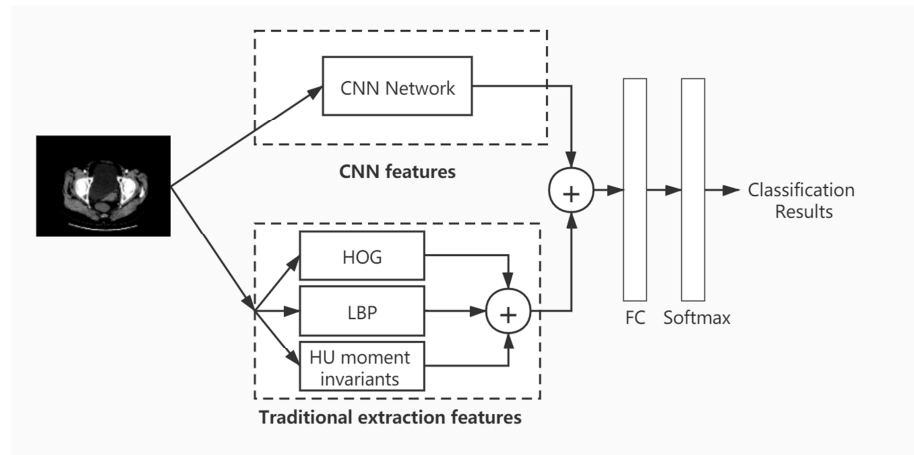 CNN Network
CNN features
+
HOG
LBP
+
HU moment
invariants
Traditional extraction features
FC
Softmax
Classification
Results